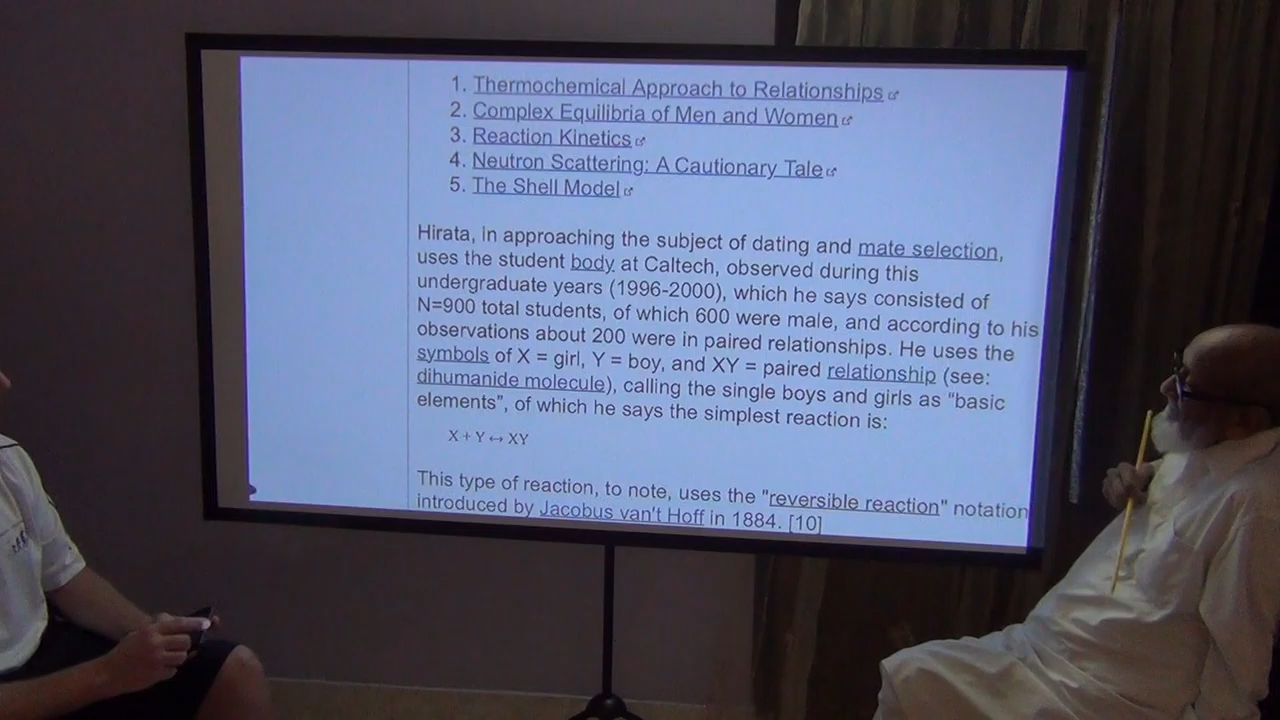 1. Thermochemical Approach to Relationships
2. Complex Equilibria of Men and Women
3. Reaction Kinetics
4. Neutron Scattering: A Cautionary Tale
5. The Shell Model
Hirata, in approaching the subject of dating and mate selection,
uses the student body at Caltech, observed during this
undergraduate years (1996-2000), which he says consisted of
N=900 total students, of which 600 were male, and according to his
observations about 200 were in paired relationships. He uses the
symbols of X = girl, Y = boy, and XY = paired relationship (see:
dihumanide molecule), calling the single boys and girls as "basic
elements", of which he says the simplest reaction is:
X + Y ↔ XY
This type of reaction, to note, uses the "reversible reaction" notation
introduced by Jacobus van't Hoff in 1884. [10]